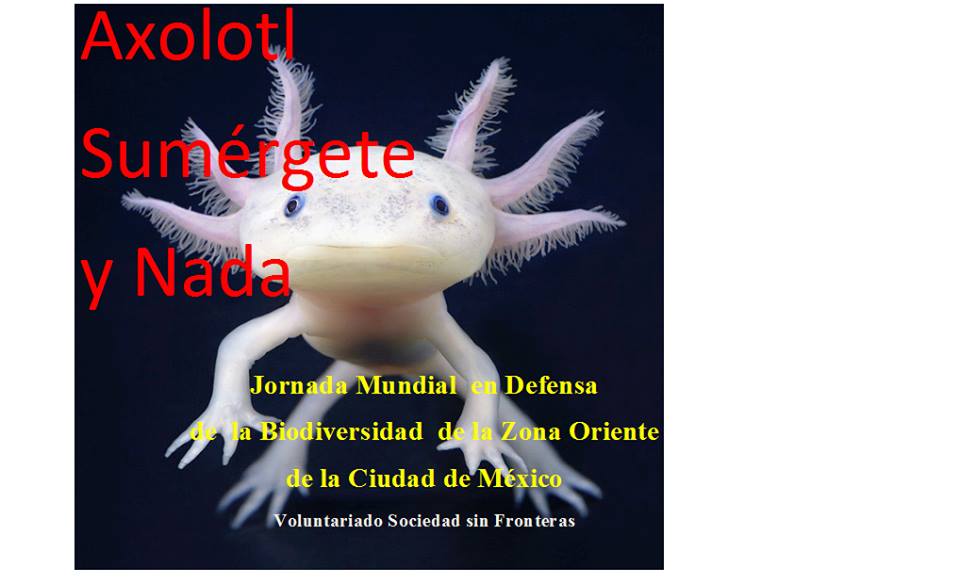 Axolotl
Sumérgete
y Nada
Jornada Mundial en Defensa
de la Biodiversidad de la Zona Oriente
de la Ciudad de México
Voluntariado Sociedad sin Fronteras